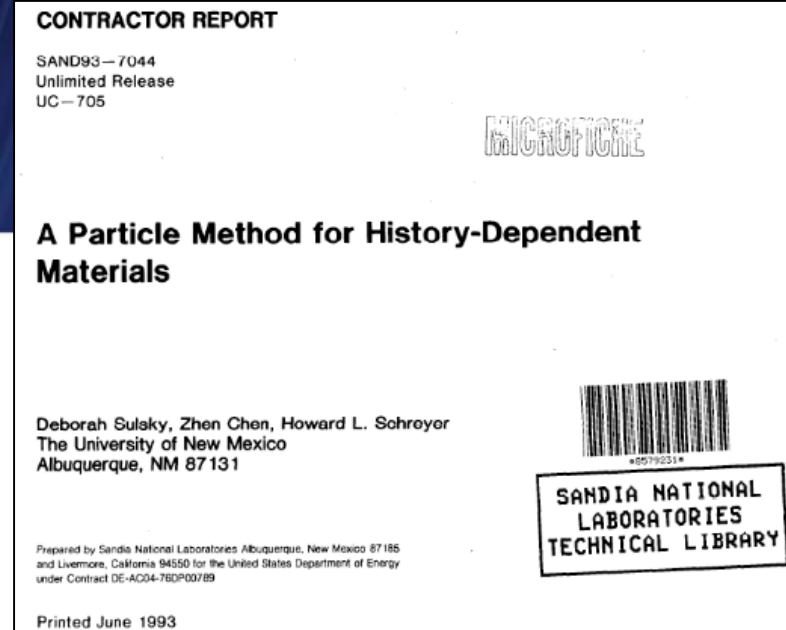 CONTRACTOR REPORT
SAND93—7044
Unlimited Release
UC—705
MICROFICHE
A Particle Method for History-Dependent
Materials
Deborah Sulsky, Zhen Chen, Howard L. Schreyer
The University of New Mexico
Albuquerque, NM 87131
*8579231*
SANDIA NATIONAL
LABORATORIES
TECHNICAL LIBRARY
Prepared by Sandia National Laboratories Albuquerque, New Mexico 87185
and Livermore, California 94550 for the United States Department of Energy
under Contract DE-AC04-76DP00789
Printed June 1993